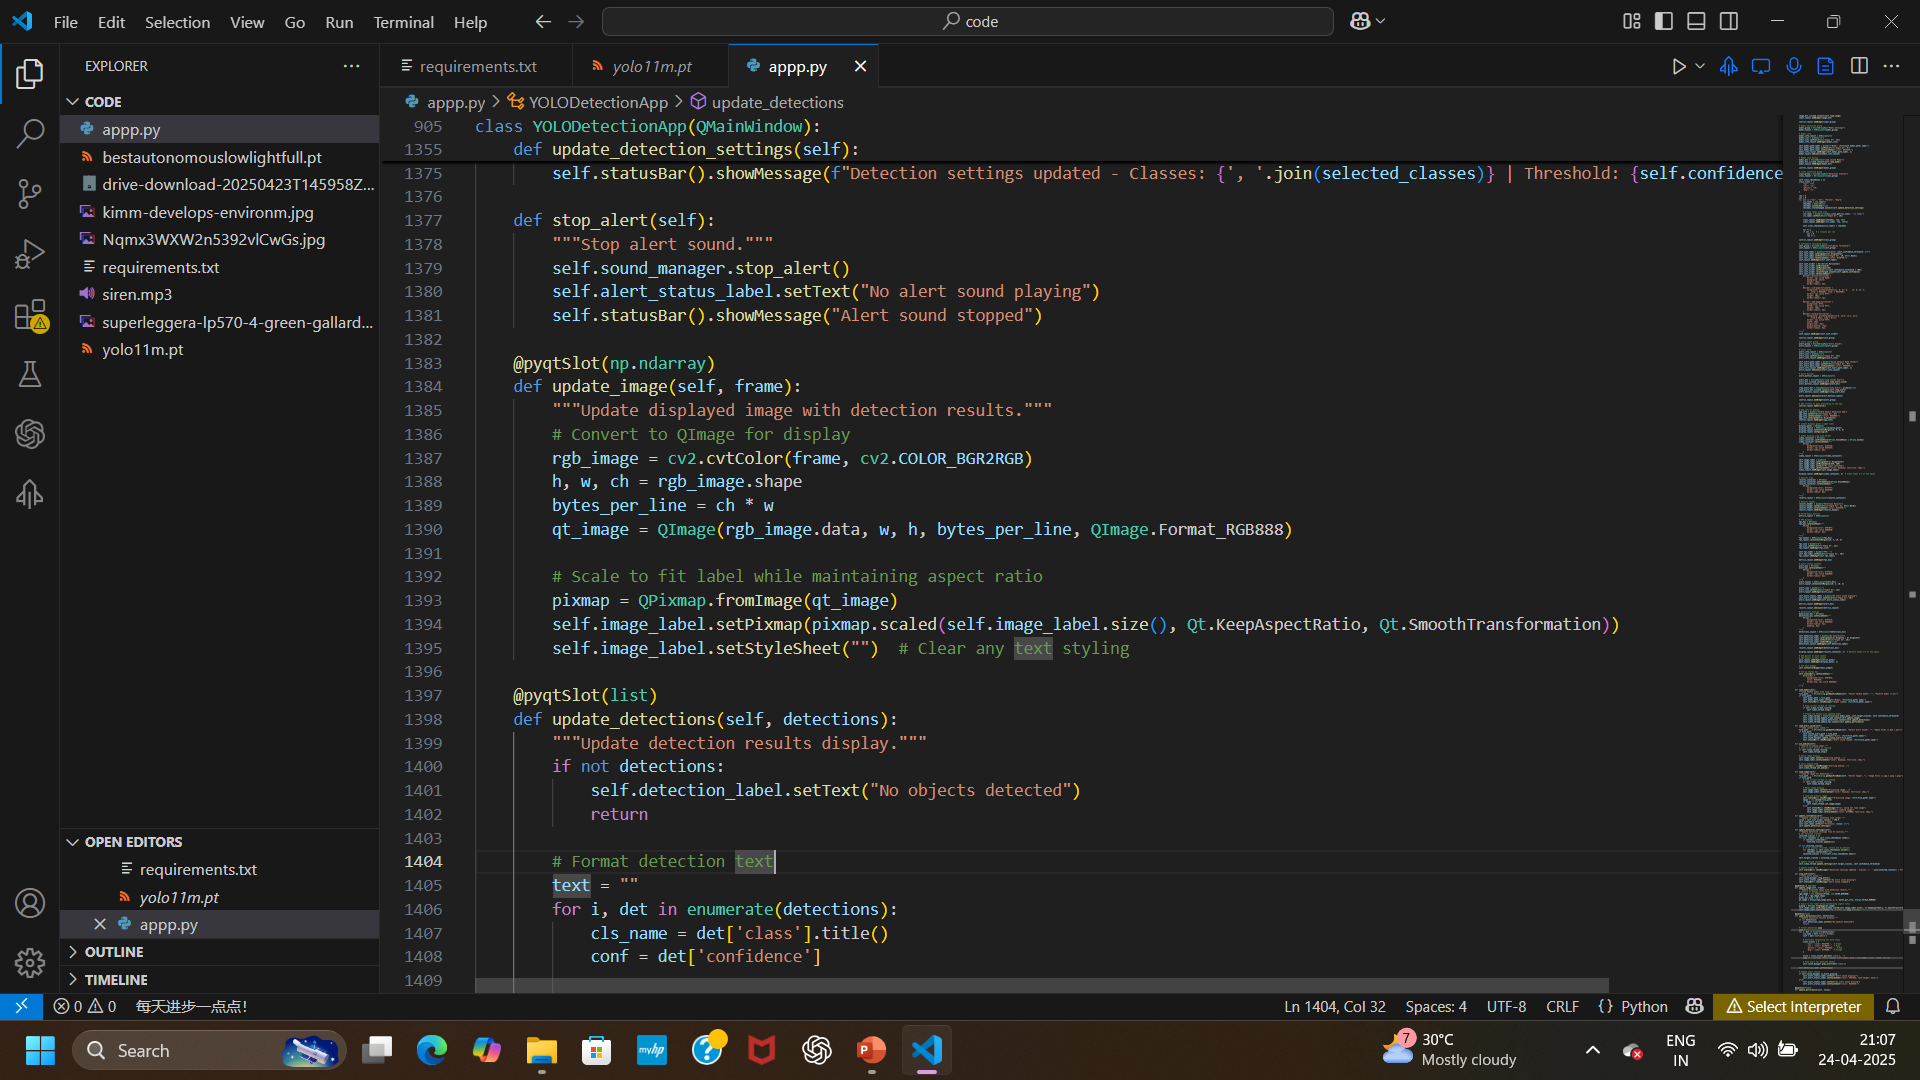 File Edit Selection View Go Run Terminal Help
code
EXPLORER
CODE
appp.py
bestautonomouslowlightfull.pt
drive-download-20250423T145958Z...
kimm-develops-environm.jpg
Nqmx3WXW2n5392vlCwGs.jpg
requirements.txt
siren.mp3
superleggera-lp570-4-green-gallard...
yolo11m.pt
OPEN EDITORS
requirements.txt
yolo11m.pt
appp.py
OUTLINE
TIMELINE
requirements.txt yolo11m.pt appp.py
appp.py > YOLODetectionApp > update_detections
905 class YOLODetectionApp(QMainWindow):
1355 def update_detection_settings(self):
1375 self.statusBar().showMessage(f"Detection settings updated - Classes: {', '.join(selected_classes)} | Threshold: {self.confidence
1376
1377 def stop_alert(self):
1378 """Stop alert sound."""
1379 self.sound_manager.stop_alert()
1380 self.alert_status_label.setText("No alert sound playing")
1381 self.statusBar().showMessage("Alert sound stopped")
1382
1383 @pyqtSlot(np.ndarray)
1384 def update_image(self, frame):
1385 """Update displayed image with detection results."""
1386 # Convert to QImage for display
1387 rgb_image = cv2.cvtColor(frame, cv2.COLOR_BGR2RGB)
1388 h, w, ch = rgb_image.shape
1389 bytes_per_line = ch * w
1390 qt_image = QImage(rgb_image.data, w, h, bytes_per_line, QImage.Format_RGB888)
1391
1392 # Scale to fit label while maintaining aspect ratio
1393 pixmap = QPixmap.fromImage(qt_image)
1394 self.image_label.setPixmap(pixmap.scaled(self.image_label.size(), Qt.KeepAspectRatio, Qt.SmoothTransformation))
1395 self.image_label.setStyleSheet("") # Clear any text styling
1396
1397 @pyqtSlot(list)
1398 def update_detections(self, detections):
1399 """Update detection results display."""
1400 if not detections:
1401 self.detection_label.setText("No objects detected")
1402 return
1403
1404 # Format detection text
1405 text = ""
1406 for i, det in enumerate(detections):
1407 cls_name = det['class'].title()
1408 conf = det['confidence']
1409
0 0 每天进步一点点！
Ln 1404, Col 32 Spaces: 4 UTF-8 CRLF {} Python Select Interpreter
Search
myhp
7 30°C
Mostly cloudy
ENG
IN
21:07
24-04-2025